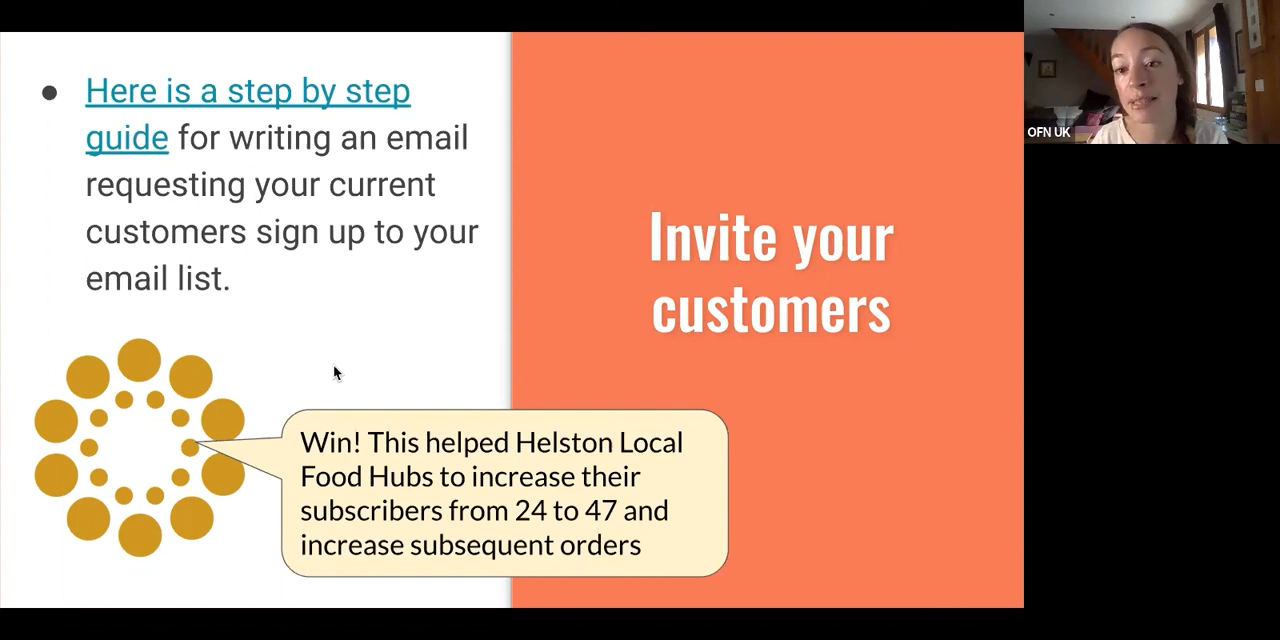 Here is a step by step
guide for writing an email
requesting your current
customers sign up to your
email list.
Invite your
customers
Win! This helped Helston Local
Food Hubs to increase their
subscribers from 24 to 47 and
increase subsequent orders
OFN UK